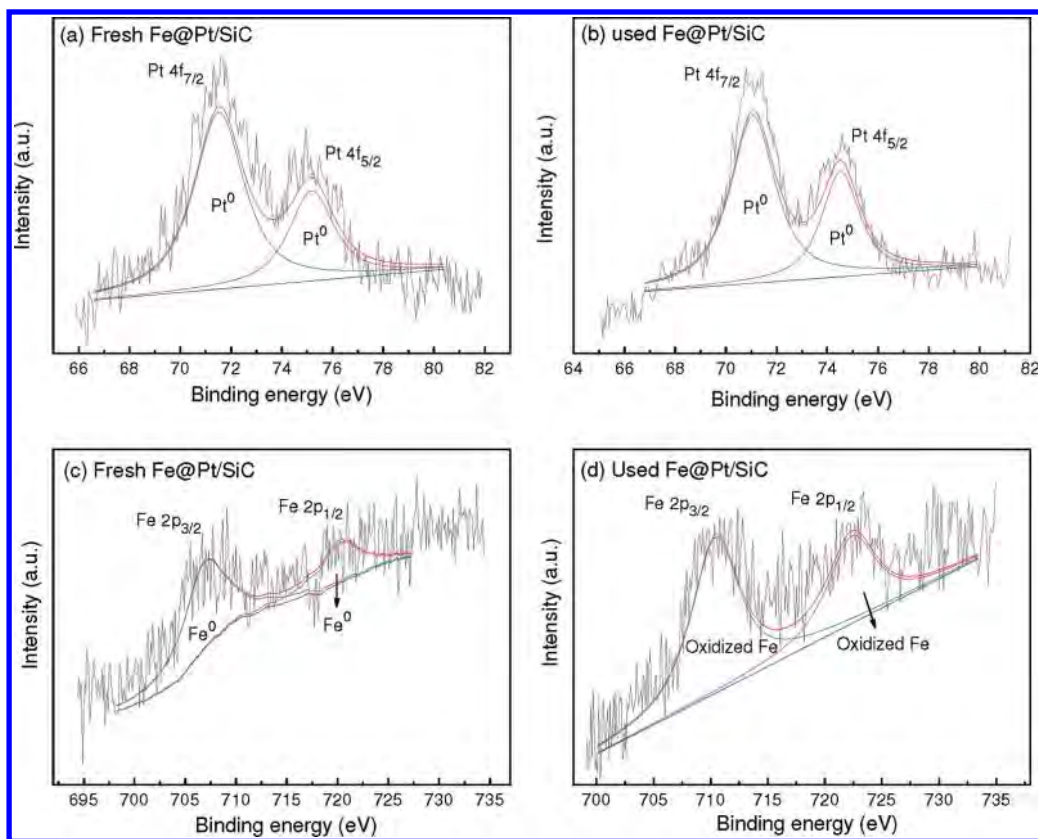 (a) Fresh Fe@Pt/SiC
Pt 4f7/2
Pt 4f5/2
Pt0
Pt0
Intensity (a.u.)
66 68 70 72 74 76 78 80 82
Binding energy (eV)
(b) used Fe@Pt/SiC
Pt 4f7/2
Pt 4f5/2
Pt0
Pt0
Intensity (a.u.)
64 66 68 70 72 74 76 78 80 82
Binding energy (eV)
(c) Fresh Fe@Pt/SiC
Fe 2p3/2
Fe 2p1/2
Fe0
Fe0
Intensity (a.u.)
695 700 705 710 715 720 725 730 735
Binding energy (eV)
(d) Used Fe@Pt/SiC
Fe 2p3/2
Fe 2p1/2
Oxidized Fe
Oxidized Fe
Intensity (a.u.)
700 705 710 715 720 725 730 735
Binding energy (eV)